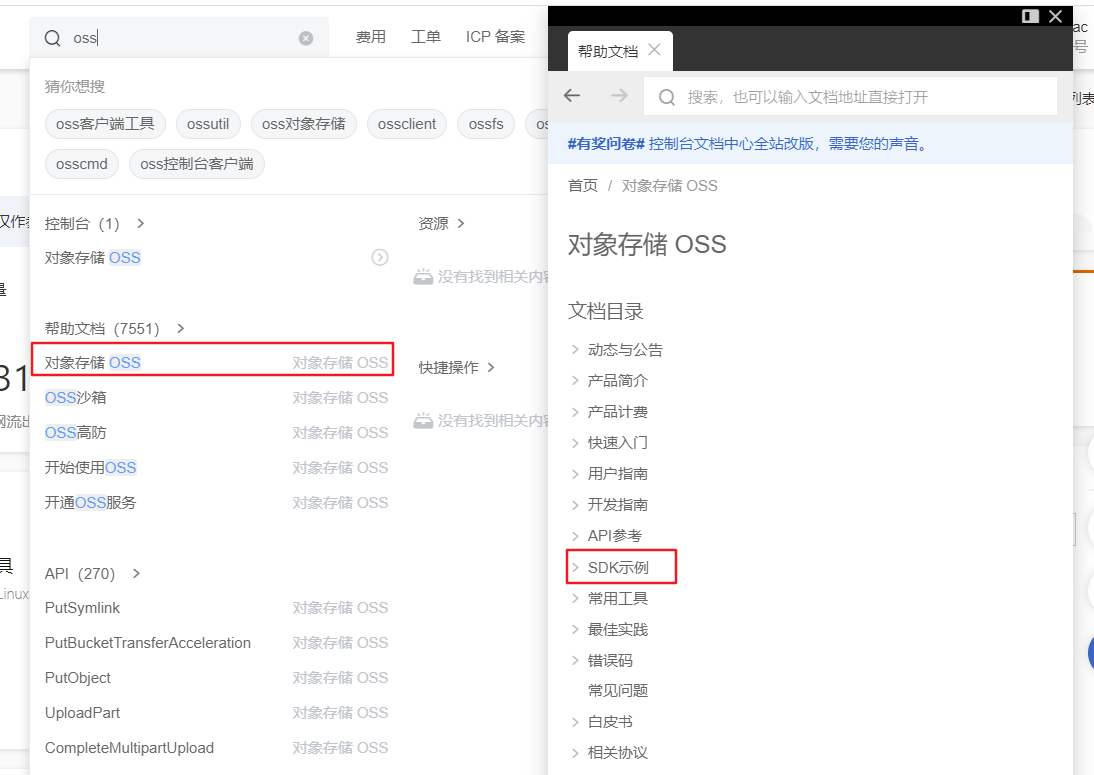 oss
费用
工单
ICP 备案
猜你想搜
oss客户端工具
ossutil
oss对象存储
ossclient
ossfs
osscmd
oss控制台客户端
控制台 (1)
对象存储 OSS
资源
没有找到相关内容
帮助文档 (7551)
对象存储 OSS 对象存储 OSS
OSS沙箱 对象存储 OSS
OSS高防 对象存储 OSS
开始使用OSS 对象存储 OSS
开通OSS服务 对象存储 OSS
快捷操作
没有找到相关内容
API (270)
PutSymlink 对象存储 OSS
PutBucketTransferAcceleration 对象存储 OSS
PutObject 对象存储 OSS
UploadPart 对象存储 OSS
CompleteMultipartUpload 对象存储 OSS
31
具
Linux
帮助文档
搜索，也可以输入文档地址直接打开
#有奖问卷# 控制台文档中心全站改版，需要您的声音。
首页 / 对象存储 OSS
对象存储 OSS
文档目录
动态与公告
产品简介
产品计费
快速入门
用户指南
开发指南
API参考
SDK示例
常用工具
最佳实践
错误码
常见问题
白皮书
相关协议
ac
号
列表